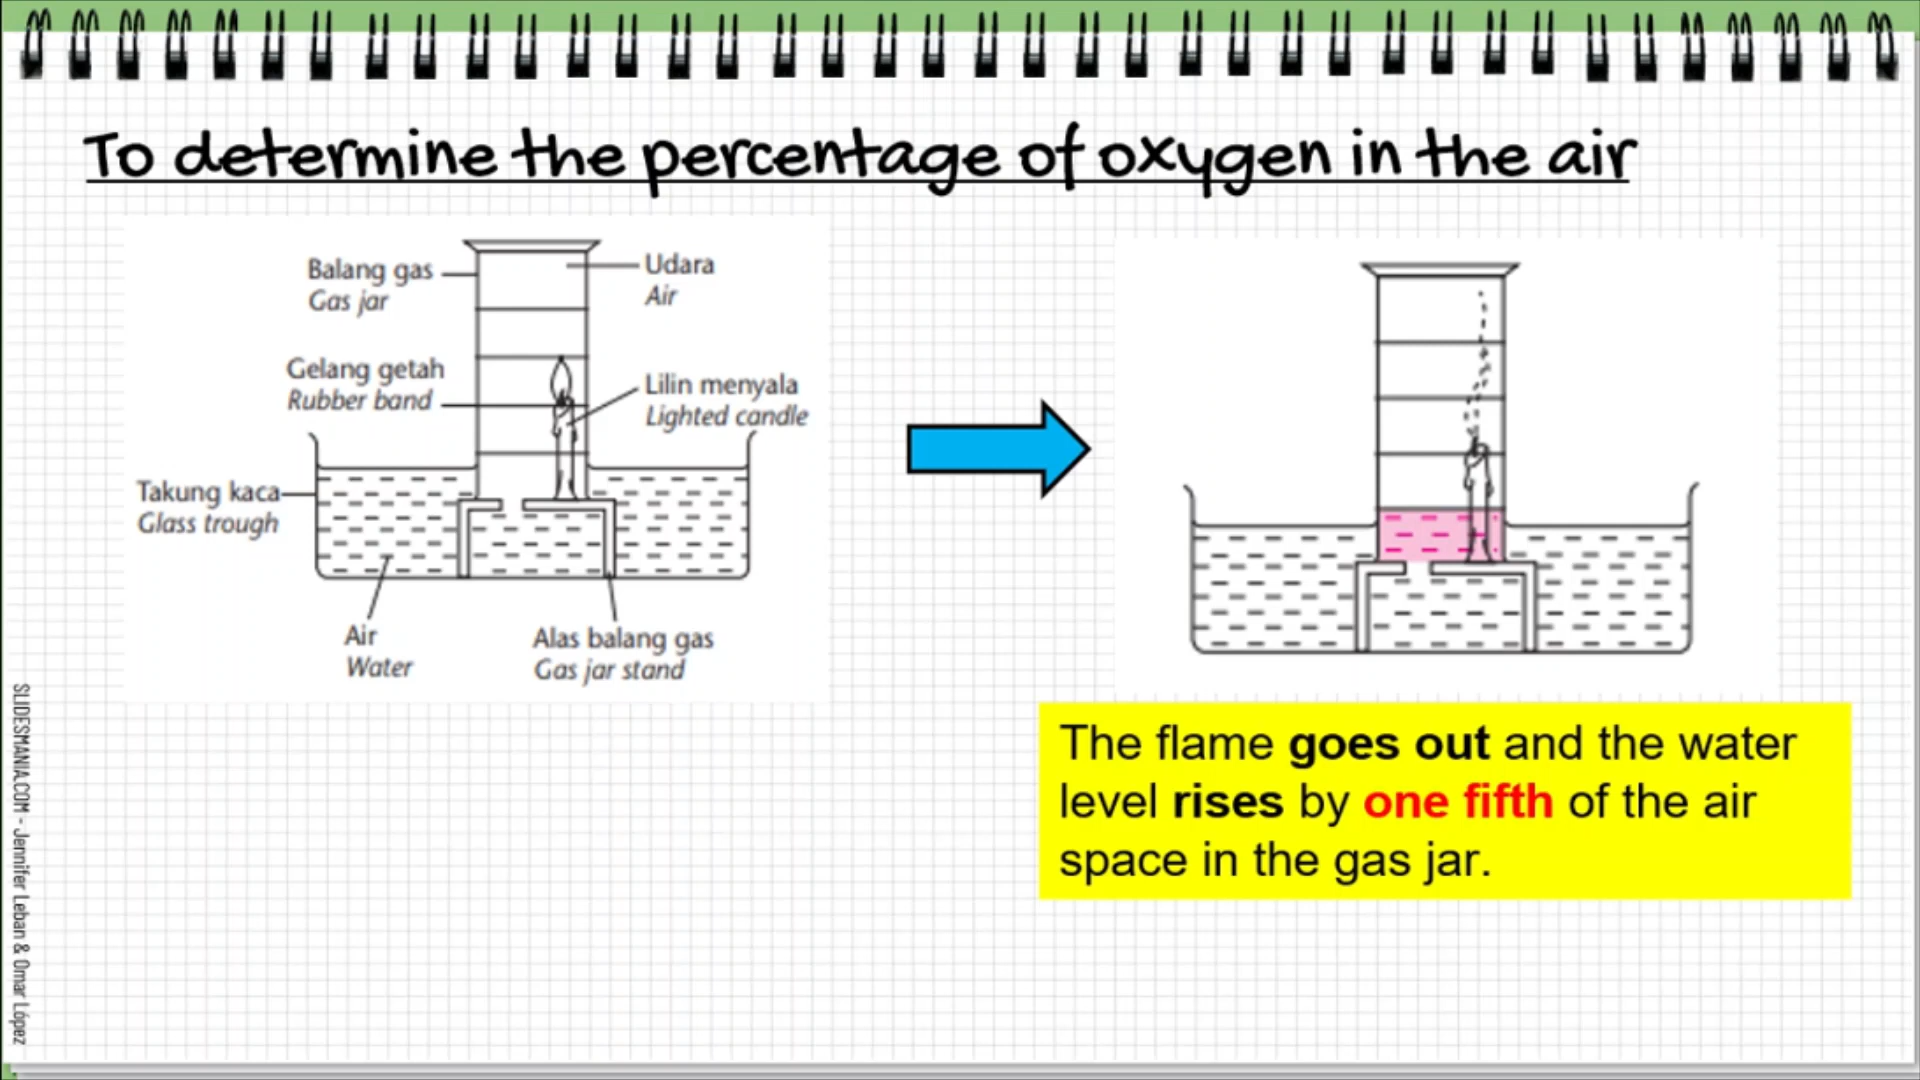 To determine the percentage of oxygen in the air
Balang gas
Gas jar
Udara
Air
Gelang getah
Rubber band
Lilin menyala
Lighted candle
Takung kaca
Glass trough
Air
Water
Alas balang gas
Gas jar stand
The flame goes out and the water
level rises by one fifth of the air
space in the gas jar.
SLIDESMANIA.COM - Jennifer Leban & Omar López